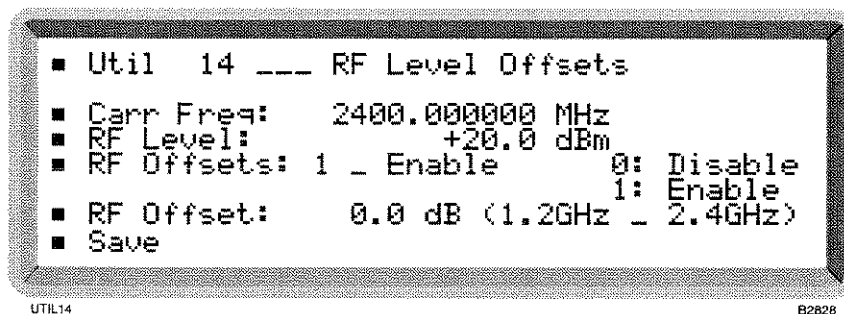 ▪ Util 14 ___ RF Level Offsets
▪ Carr Freq: 2400.000000 MHz
▪ RF Level: +20.0 dBm
▪ RF Offsets: 1 _ Enable 0: Disable
1: Enable
▪ RF Offset: 0.0 dB (1.2GHz _ 2.4GHz)
▪ Save
UTIL14 B2828